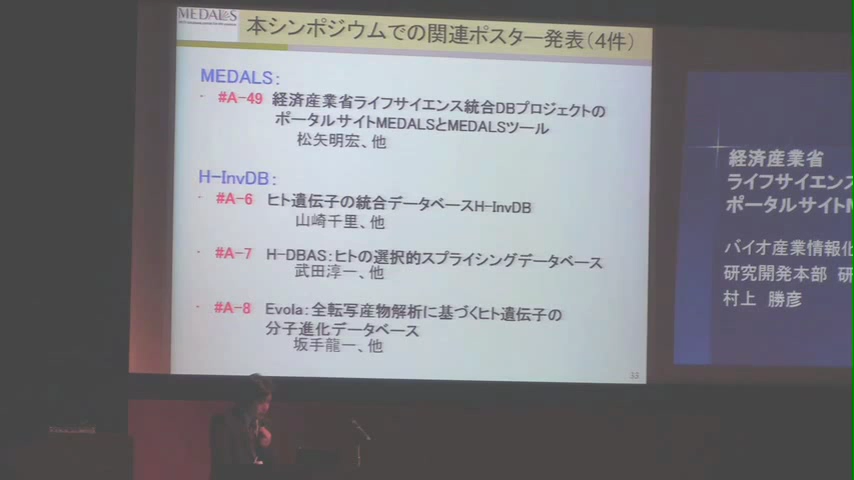 MEDALS
本シンポジウムでの関連ポスター発表(4件)
MEDALS:
- #A-49 経済産業省ライフサイエンス統合DBプロジェクトの
ポータルサイトMEDALSとMEDALSツール
松矢明宏、他
H-InvDB:
- #A-6 ヒト遺伝子の統合データベースH-InvDB
山崎千里、他
- #A-7 H-DBAS:ヒトの選択的スプライシングデータベース
武田淳一、他
- #A-8 Evola:全転写産物解析に基づくヒト遺伝子の
分子進化データベース
坂手龍一、他
33
経済産業省
ライフサイエンス
ポータルサイトM
バイオ産業情報化
研究開発本部 研
村上 勝彦